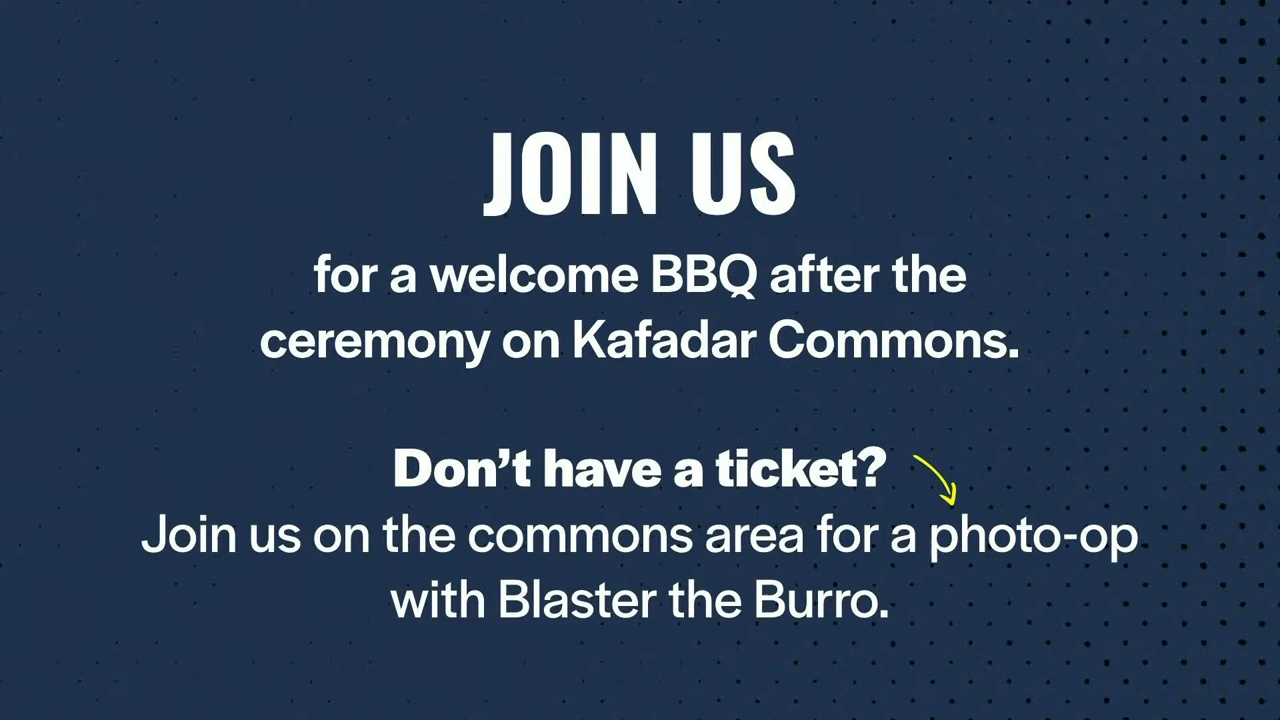 JOIN US
for a welcome BBQ after the
ceremony on Kafadar Commons.
Don’t have a ticket?
Join us on the commons area for a photo-op
with Blaster the Burro.